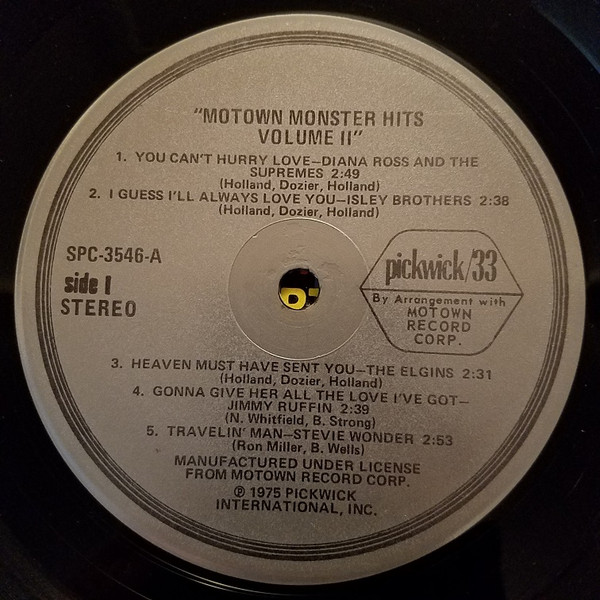 "MOTOWN MONSTER HITS
VOLUME II"
1. YOU CAN'T HURRY LOVE—DIANA ROSS AND THE
SUPREMES 2:49
(Holland, Dozier, Holland)
2. I GUESS I'LL ALWAYS LOVE YOU—ISLEY BROTHERS 2:38
(Holland, Dozier, Holland)
SPC-3546-A
side I
STEREO
pickwick/33
By Arrangement with
MOTOWN
RECORD
CORP.
3. HEAVEN MUST HAVE SENT YOU—THE ELGINS 2:31
(Holland, Dozier, Holland)
4. GONNA GIVE HER ALL THE LOVE I'VE GOT—
JIMMY RUFFIN 2:39
(N. Whitfield, B. Strong)
5. TRAVELIN' MAN—STEVIE WONDER 2:53
(Ron Miller, B. Wells)
MANUFACTURED UNDER LICENSE
FROM MOTOWN RECORD CORP.
℗ 1975 PICKWICK
INTERNATIONAL, INC.